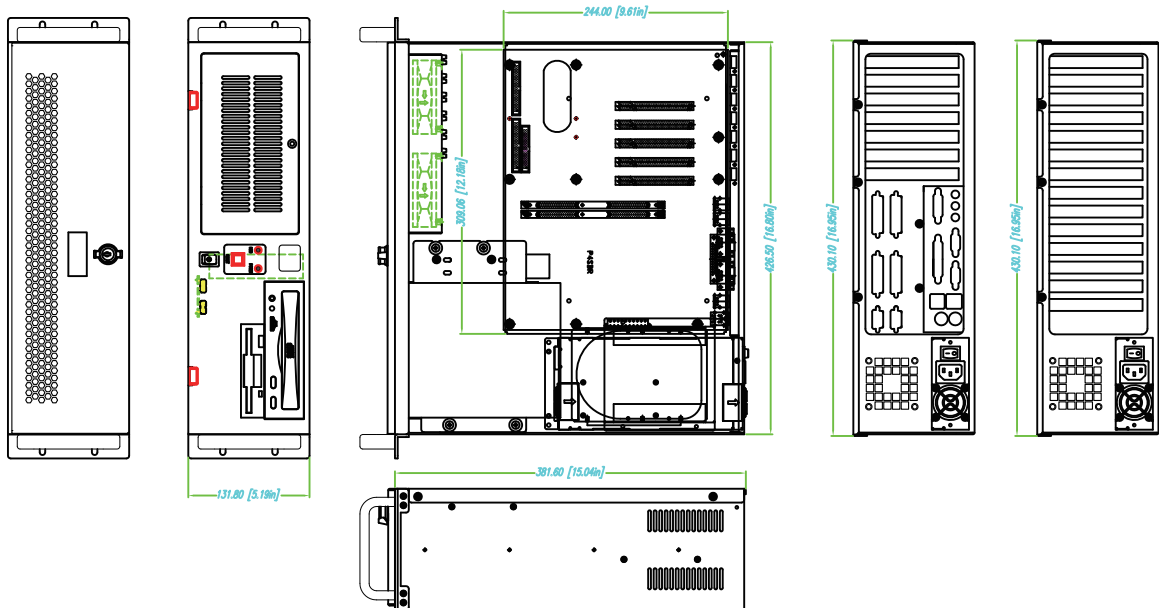 244.00 [9.61in]
309.06 [12.18in]
P4SBR
426.50 [16.80in]
430.10 [16.95in]
430.10 [16.95in]
131.80 [5.19in]
381.60 [15.04in]